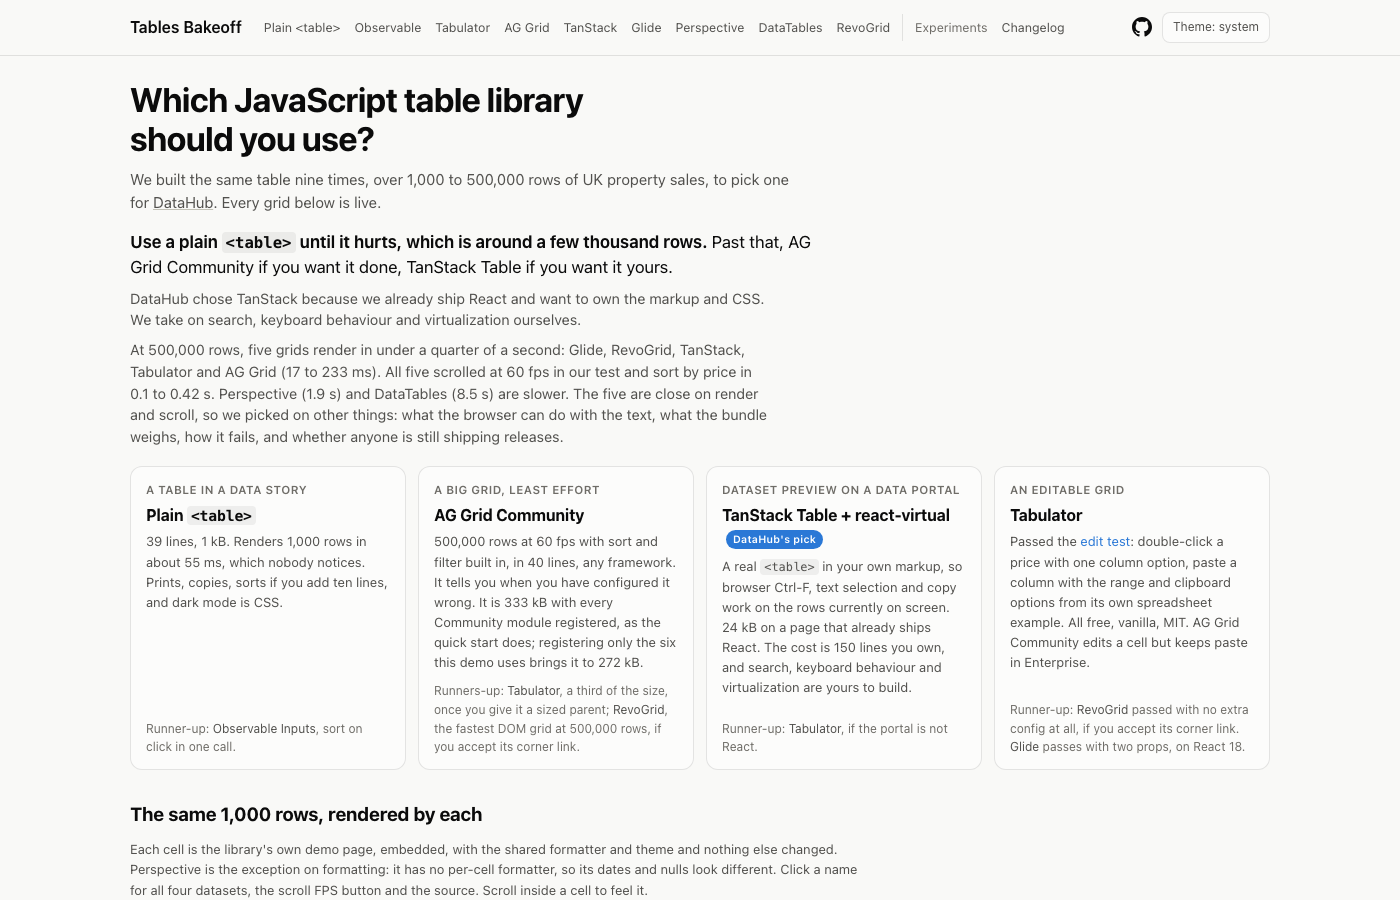 Tables Bakeoff
Plain <table>
Observable
Tabulator
AG Grid
TanStack
Glide
Perspective
DataTables
RevoGrid
Experiments
Changelog
Theme: system
Which JavaScript table library
should you use?
We built the same table nine times, over 1,000 to 500,000 rows of UK property sales, to pick one
for DataHub. Every grid below is live.
Use a plain <table> until it hurts, which is around a few thousand rows. Past that, AG
Grid Community if you want it done, TanStack Table if you want it yours.
DataHub chose TanStack because we already ship React and want to own the markup and CSS.
We take on search, keyboard behaviour and virtualization ourselves.
At 500,000 rows, five grids render in under a quarter of a second: Glide, RevoGrid, TanStack,
Tabulator and AG Grid (17 to 233 ms). All five scrolled at 60 fps in our test and sort by price in
0.1 to 0.42 s. Perspective (1.9 s) and DataTables (8.5 s) are slower. The five are close on render
and scroll, so we picked on other things: what the browser can do with the text, what the bundle
weighs, how it fails, and whether anyone is still shipping releases.
A TABLE IN A DATA STORY
Plain <table>
39 lines, 1 kB. Renders 1,000 rows in
about 55 ms, which nobody notices.
Prints, copies, sorts if you add ten lines,
and dark mode is CSS.
Runner-up: Observable Inputs, sort on
click in one call.
A BIG GRID, LEAST EFFORT
AG Grid Community
500,000 rows at 60 fps with sort and
filter built in, in 40 lines, any framework.
It tells you when you have configured it
wrong. It is 333 kB with every
Community module registered, as the
quick start does; registering only the six
this demo uses brings it to 272 kB.
Runners-up: Tabulator, a third of the size,
once you give it a sized parent; RevoGrid,
the fastest DOM grid at 500,000 rows, if
you accept its corner link.
DATASET PREVIEW ON A DATA PORTAL
TanStack Table + react-virtual
DataHub's pick
A real <table> in your own markup, so
browser Ctrl-F, text selection and copy
work on the rows currently on screen.
24 kB on a page that already ships
React. The cost is 150 lines you own,
and search, keyboard behaviour and
virtualization are yours to build.
Runner-up: Tabulator, if the portal is not
React.
AN EDITABLE GRID
Tabulator
Passed the edit test: double-click a
price with one column option, paste a
column with the range and clipboard
options from its own spreadsheet
example. All free, vanilla, MIT. AG Grid
Community edits a cell but keeps paste
in Enterprise.
Runner-up: RevoGrid passed with no extra
config at all, if you accept its corner link.
Glide passes with two props, on React 18.
The same 1,000 rows, rendered by each
Each cell is the library's own demo page, embedded, with the shared formatter and theme and nothing else changed.
Perspective is the exception on formatting: it has no per-cell formatter, so its dates and nulls look different. Click a name
for all four datasets, the scroll FPS button and the source. Scroll inside a cell to feel it.